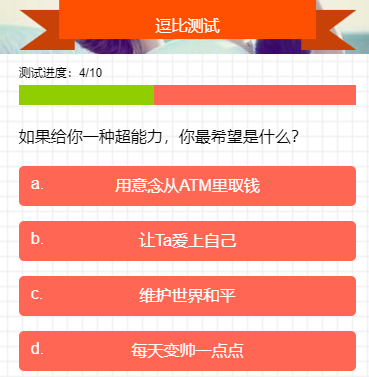 逗比测试
测试进度：4/10
如果给你一种超能力，你最希望是什么？
a. 用意念从ATM里取钱
b. 让Ta爱上自己
c. 维护世界和平
d. 每天变帅一点点